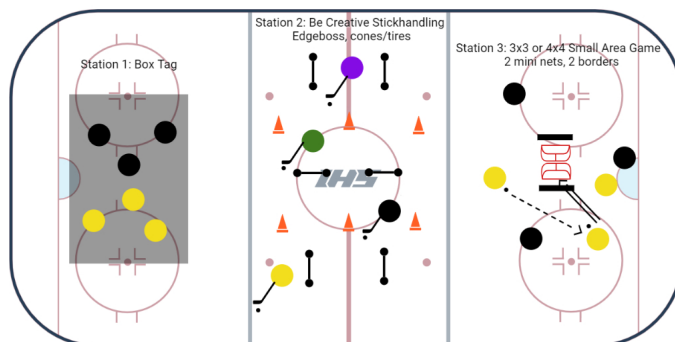 Station 1: Box Tag
Station 2: Be Creative Stickhandling
Edgeboss, cones/tires
Station 3: 3x3 or 4x4 Small Area Game
2 mini nets, 2 borders
IHS